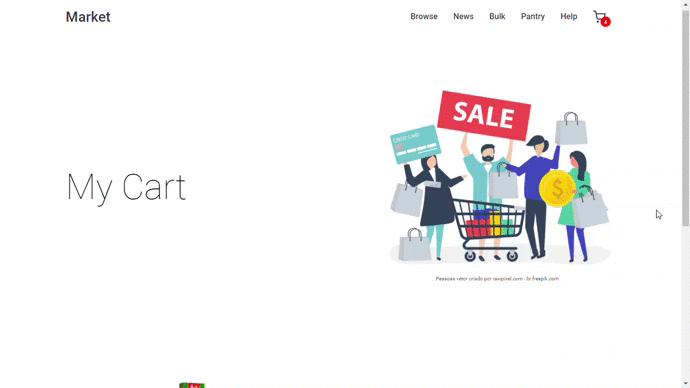 Market
Browse News Bulk Pantry Help
4
SALE
CREDIT CARD
$
My Cart
Pessoas vetor criado por rawpixel.com - br.freepik.com